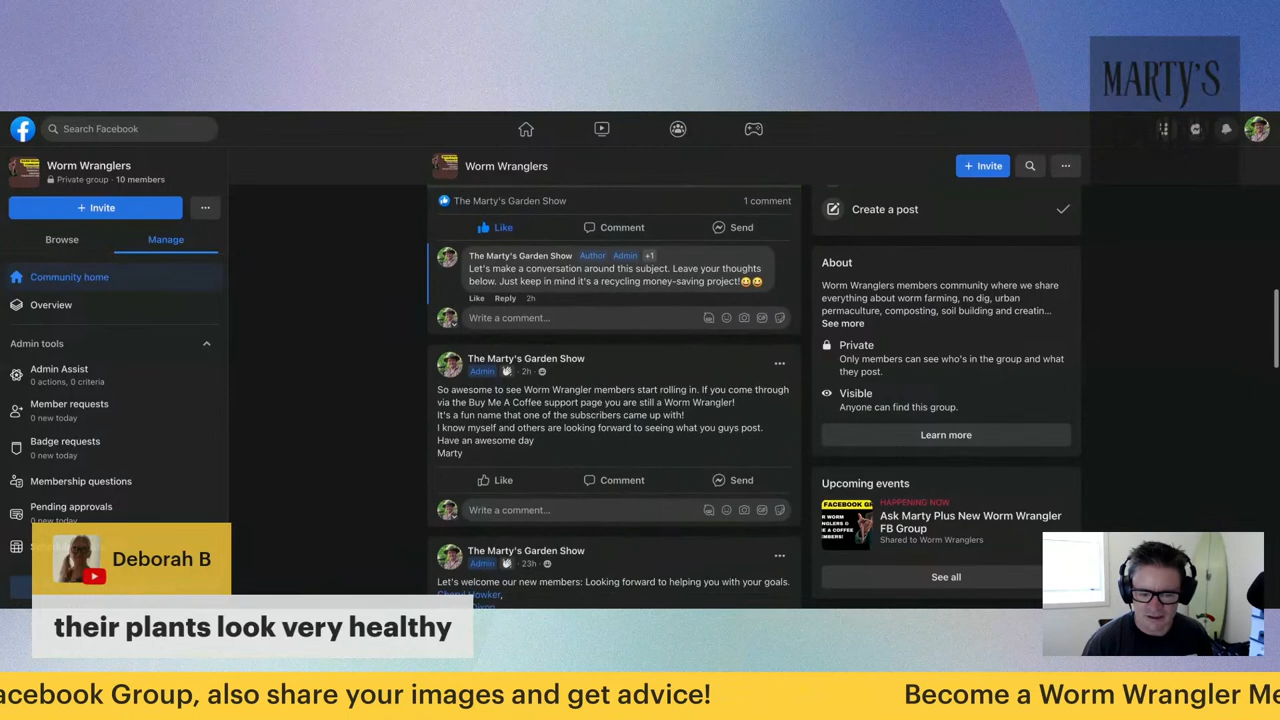 MARTY'S
Search Facebook
Worm Wranglers
Private group · 10 members
+ Invite
Browse
Manage
Community home
Overview
Admin tools
Admin Assist
0 actions, 0 criteria
Member requests
0 new today
Badge requests
0 new today
Membership questions
Pending approvals
0 new today
Worm Wranglers
+ Invite
The Marty's Garden Show
1 comment
Like
Comment
Send
The Marty's Garden Show Author Admin +1
Let's make a conversation around this subject. Leave your thoughts
below. Just keep in mind it's a recycling money-saving project!😆😆
Like Reply 2h
Write a comment...
The Marty's Garden Show
Admin · 2h ·
So awesome to see Worm Wrangler members start rolling in. If you come through
via the Buy Me A Coffee support page you are still a Worm Wrangler!
It's a fun name that one of the subscribers came up with!
I know myself and others are looking forward to seeing what you guys post.
Have an awesome day
Marty
Like
Comment
Send
Write a comment...
The Marty's Garden Show
Admin · 23h ·
Let's welcome our new members: Looking forward to helping you with your goals.
Cheryl Howker,
Dixon
Create a post
About
Worm Wranglers members community where we share
everything about worm farming, no dig, urban
permaculture, composting, soil building and creatin...
See more
Private
Only members can see who's in the group and what
they post.
Visible
Anyone can find this group.
Learn more
Upcoming events
HAPPENING NOW
Ask Marty Plus New Worm Wrangler
FB Group
Shared to Worm Wranglers
See all
Deborah B
their plants look very healthy
acebook Group, also share your images and get advice!
Become a Worm Wrangler Me